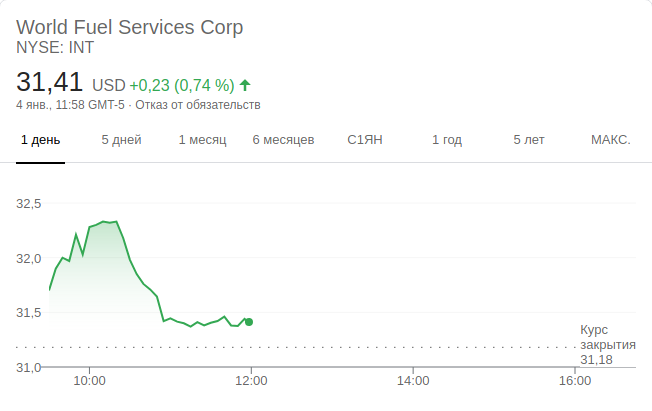 World Fuel Services Corp
NYSE: INT
31,41 USD +0,23 (0,74 %)
4 янв., 11:58 GMT-5 · Отказ от обязательств
1 день 5 дней 1 месяц 6 месяцев С1ЯН 1 год 5 лет МАКС.
32,5
32,0
31,5
31,0
Курс
закрытия
31,18
10:00 12:00 14:00 16:00